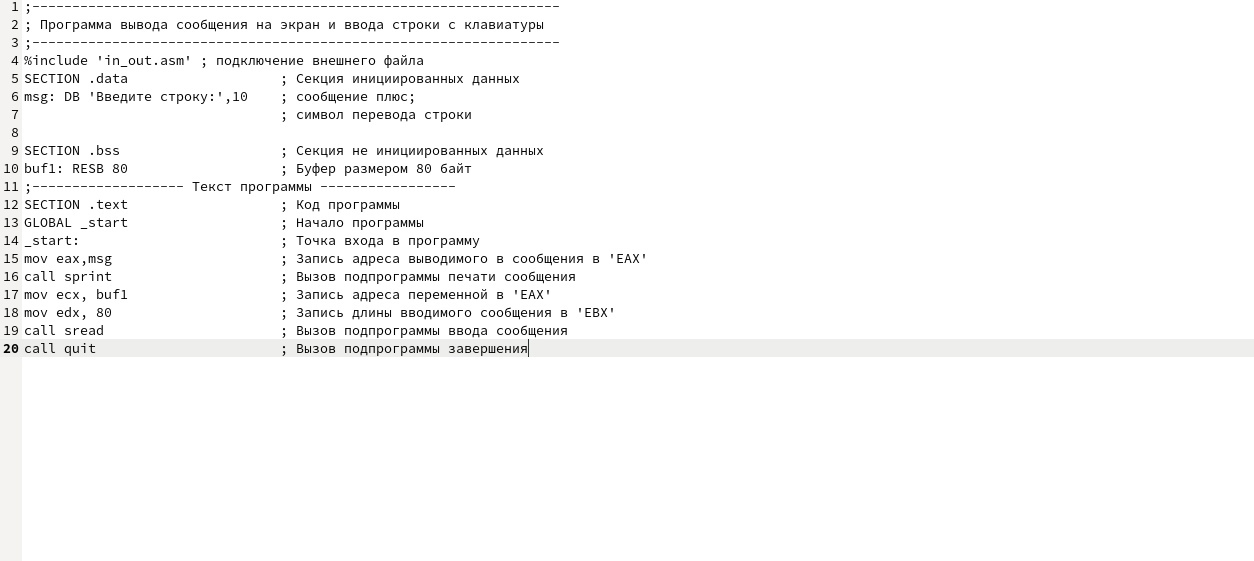 1 ;------------------------------------------------------------------
2 ; Программа вывода сообщения на экран и ввода строки с клавиатуры
3 ;------------------------------------------------------------------
4 %include 'in_out.asm' ; подключение внешнего файла
5 SECTION .data                   ; Секция инициированных данных
6 msg: DB 'Введите строку:',10    ; сообщение плюс;
7                                 ; символ перевода строки
8
9 SECTION .bss                    ; Секция не инициированных данных
10 buf1: RESB 80                   ; Буфер размером 80 байт
11 ;------------------- Текст программы -----------------
12 SECTION .text                   ; Код программы
13 GLOBAL _start                   ; Начало программы
14 _start:                         ; Точка входа в программу
15 mov eax,msg                     ; Запись адреса выводимого в сообщения в 'EAX'
16 call sprint                     ; Вызов подпрограммы печати сообщения
17 mov ecx, buf1                   ; Запись адреса переменной в 'EAX'
18 mov edx, 80                     ; Запись длины вводимого сообщения в 'EBX'
19 call sread                      ; Вызов подпрограммы ввода сообщения
20 call quit                       ; Вызов подпрограммы завершения